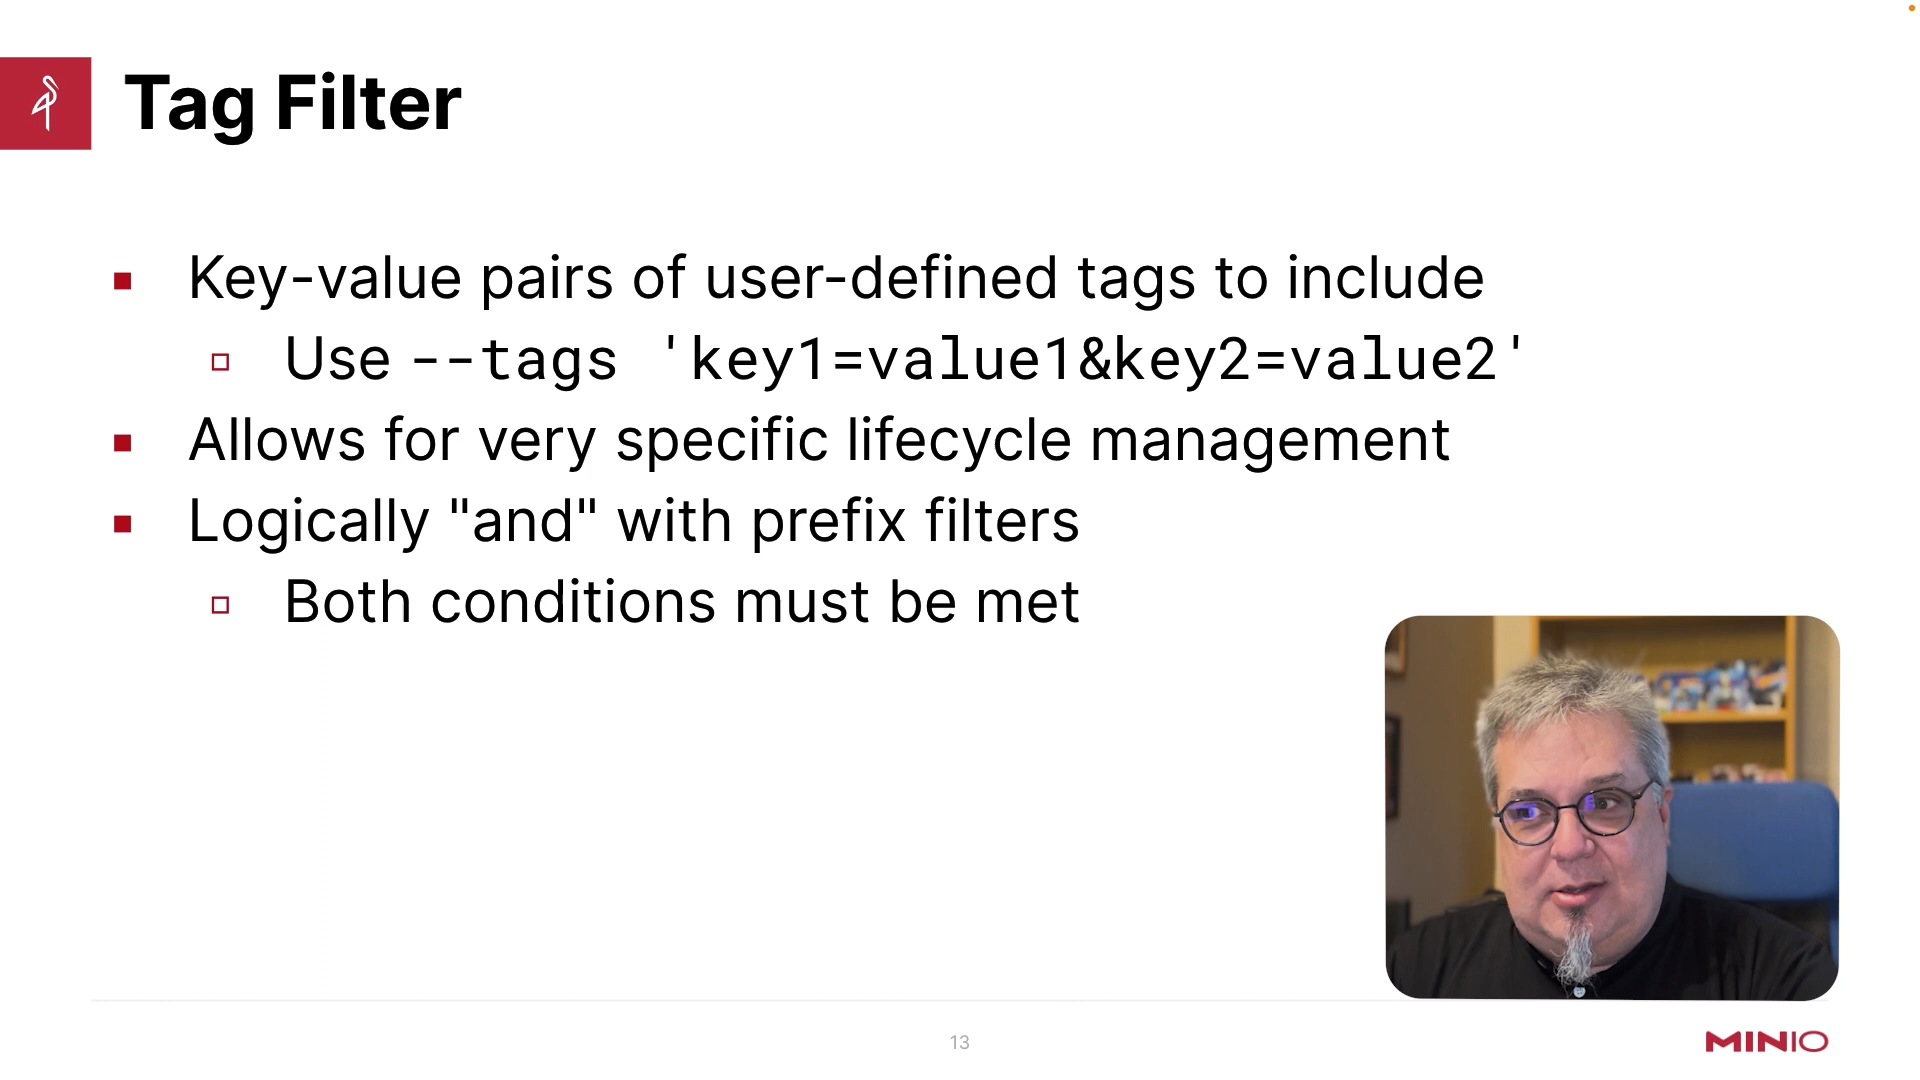 Tag Filter
Key-value pairs of user-defined tags to include
Use --tags 'key1=value1&key2=value2'
Allows for very specific lifecycle management
Logically "and" with prefix filters
Both conditions must be met
13
MINIO